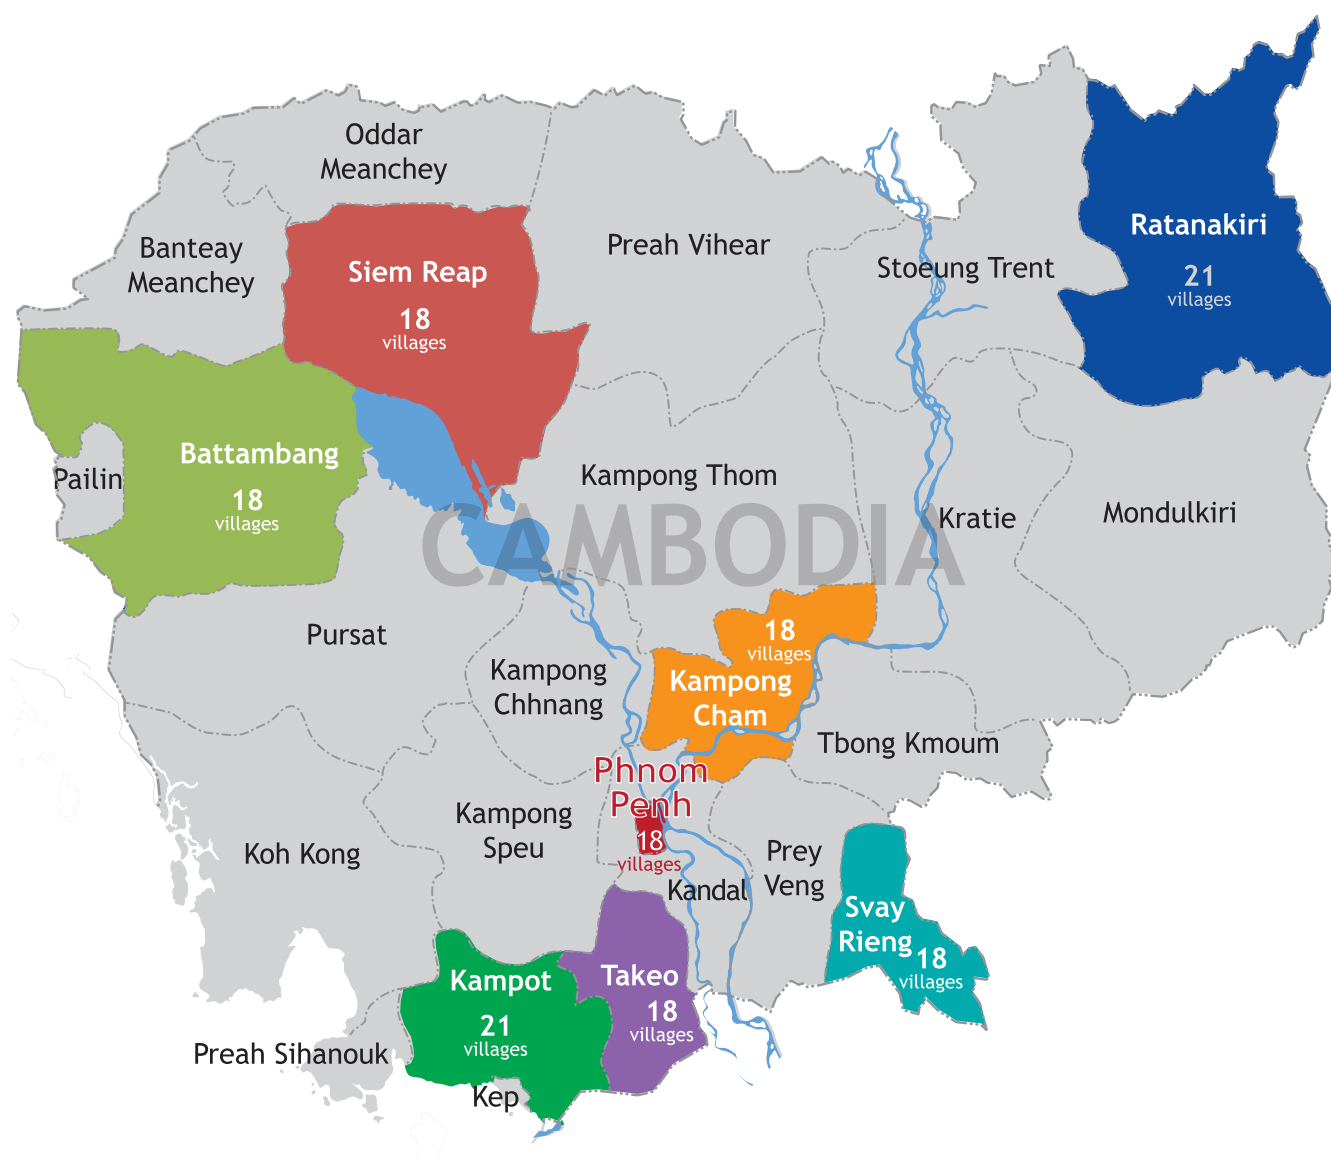 Oddar
Meanchey
Banteay
Meanchey
Siem Reap
18
villages
Preah Vihear
Stoeung Trent
Ratanakiri
21
villages
Pailin
Battambang
18
villages
Kampong Thom
CAMBODIA
Kratie
Mondulkiri
Pursat
Kampong
Chhnang
18
villages
Kampong
Cham
Tbong Kmoum
Phnom
Penh
18
villages
Kampong
Speu
Koh Kong
Kandal
Prey
Veng
Svay
Rieng
18
villages
Kampot
21
villages
Takeo
18
villages
Preah Sihanouk
Kep